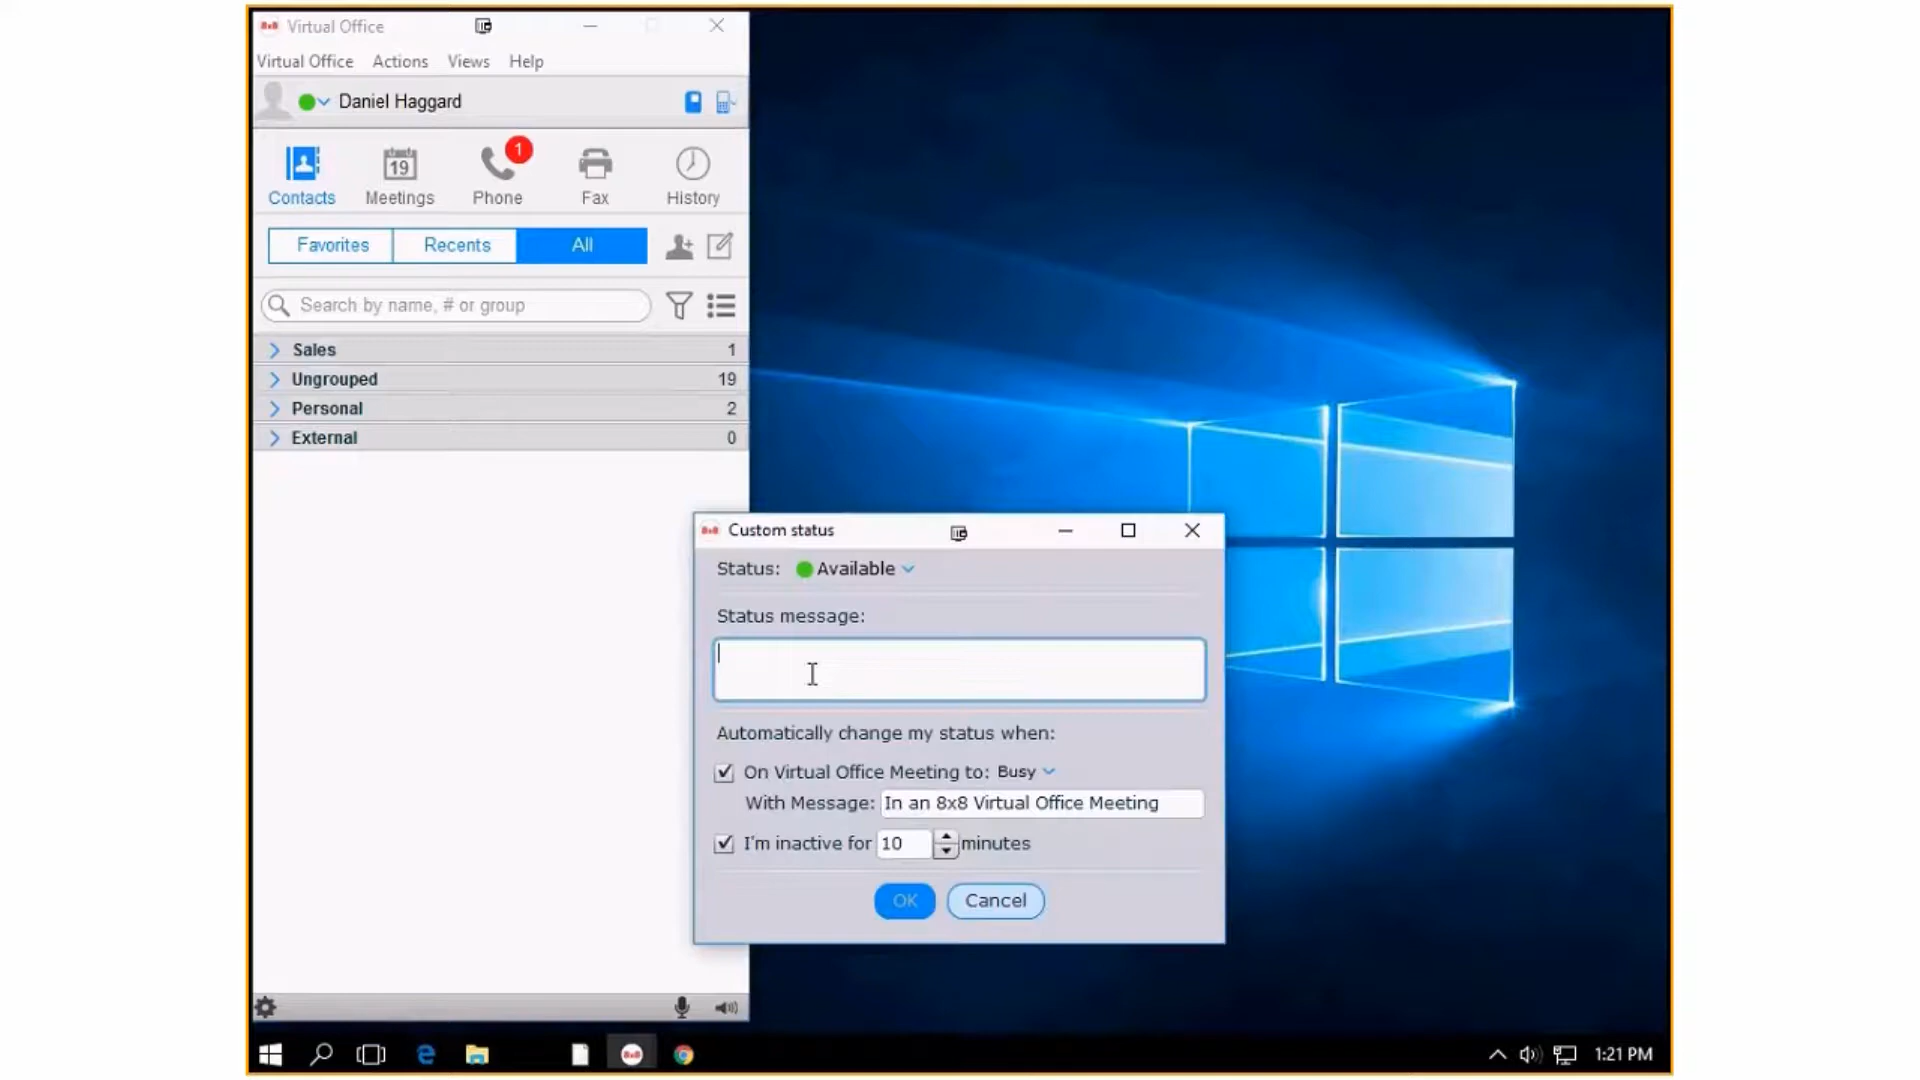 8x8 Virtual Office
Virtual Office Actions Views Help
Daniel Haggard
19 1
Contacts Meetings Phone Fax History
Favorites Recents All
Search by name, # or group
Sales 1
Ungrouped 19
Personal 2
External 0
8x8 Custom status
Status: Available
Status message:
Automatically change my status when:
On Virtual Office Meeting to: Busy
With Message: In an 8x8 Virtual Office Meeting
I'm inactive for 10 minutes
OK Cancel
8x8 1:21 PM